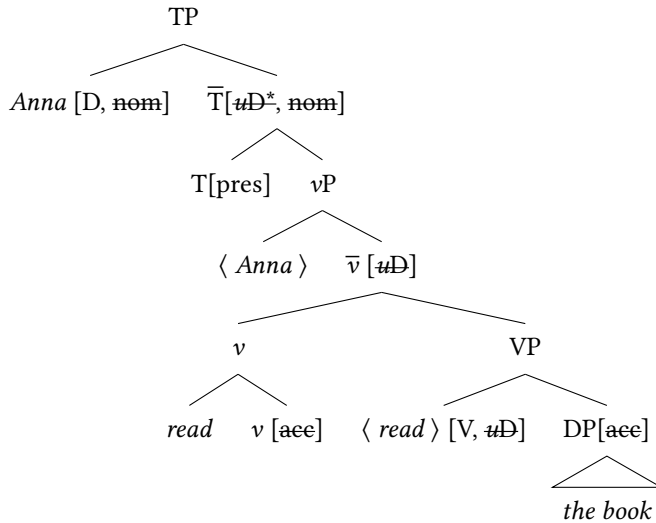 TP
Anna [D, nom] T̅[uD*, nom]
T[pres] vP
⟨ Anna ⟩ v̅ [uD]
v VP
read v [acc] ⟨ read ⟩ [V, uD] DP[acc]
the book